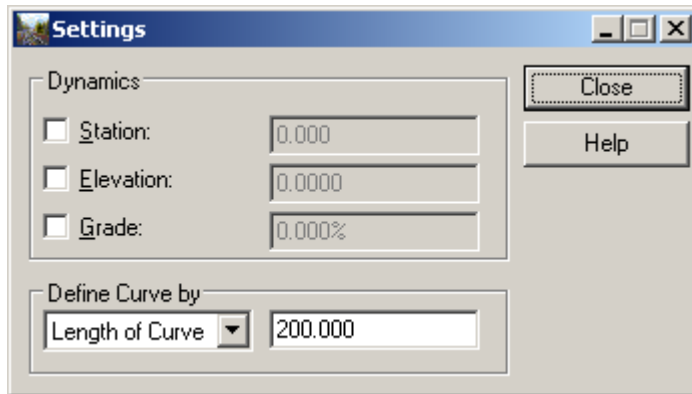 Settings
Dynamics
Close
Station: 0.000
Help
Elevation: 0.0000
Grade: 0.000%
Define Curve by
Length of Curve 200.000